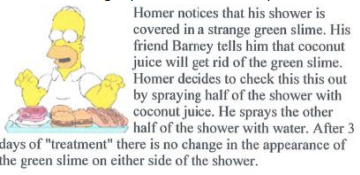 Homer notices that his shower is
covered in a strange green slime. His
friend Barney tells him that coconut
juice will get rid of the green slime.
Homer decides to check this this out
by spraying half of the shower with
coconut juice. He sprays the other
half of the shower with water. After 3
days of "treatment" there is no change in the appearance of
the green slime on either side of the shower.